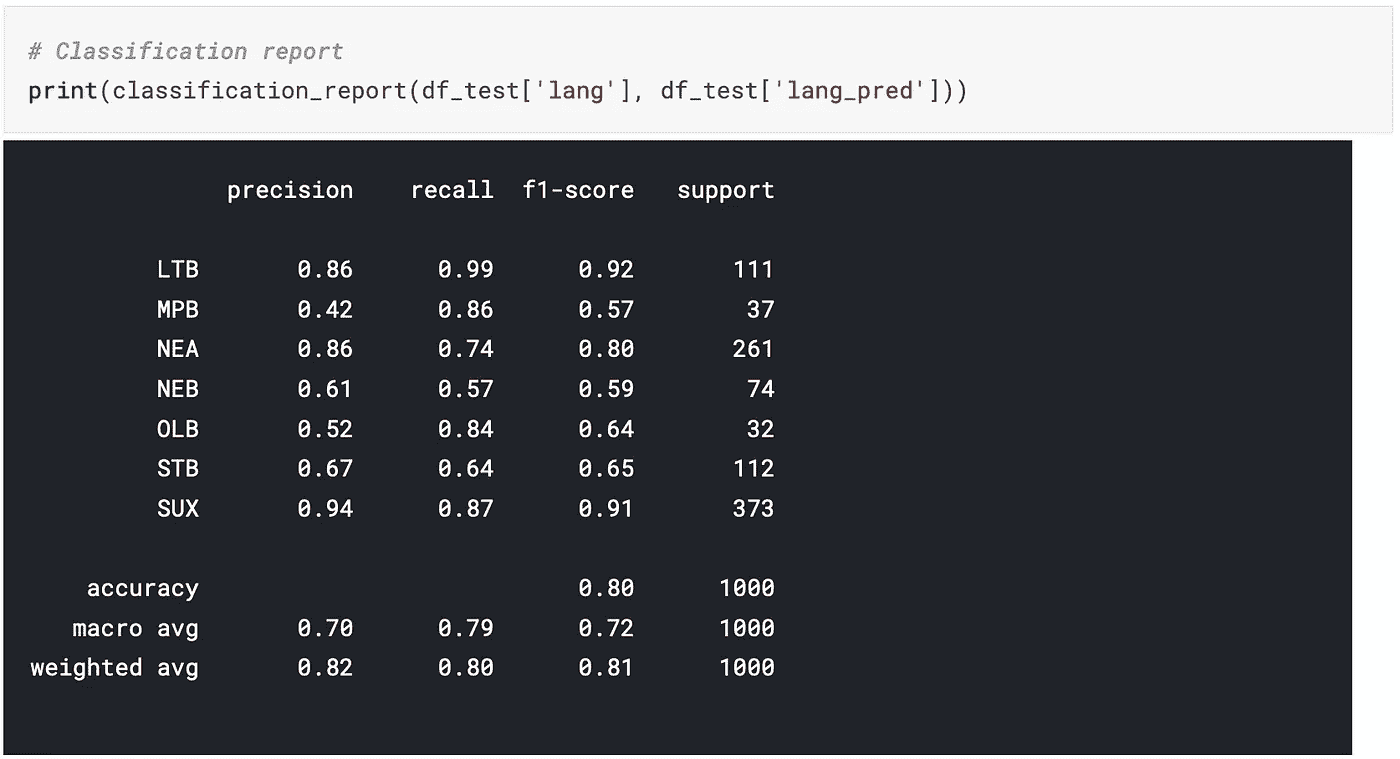 # Classification report
print(classification_report(df_test['lang'], df_test['lang_pred']))
precision recall f1-score support
LTB 0.86 0.99 0.92 111
MPB 0.42 0.86 0.57 37
NEA 0.86 0.74 0.80 261
NEB 0.61 0.57 0.59 74
OLB 0.52 0.84 0.64 32
STB 0.67 0.64 0.65 112
SUX 0.94 0.87 0.91 373
accuracy 0.80 1000
macro avg 0.70 0.79 0.72 1000
weighted avg 0.82 0.80 0.81 1000